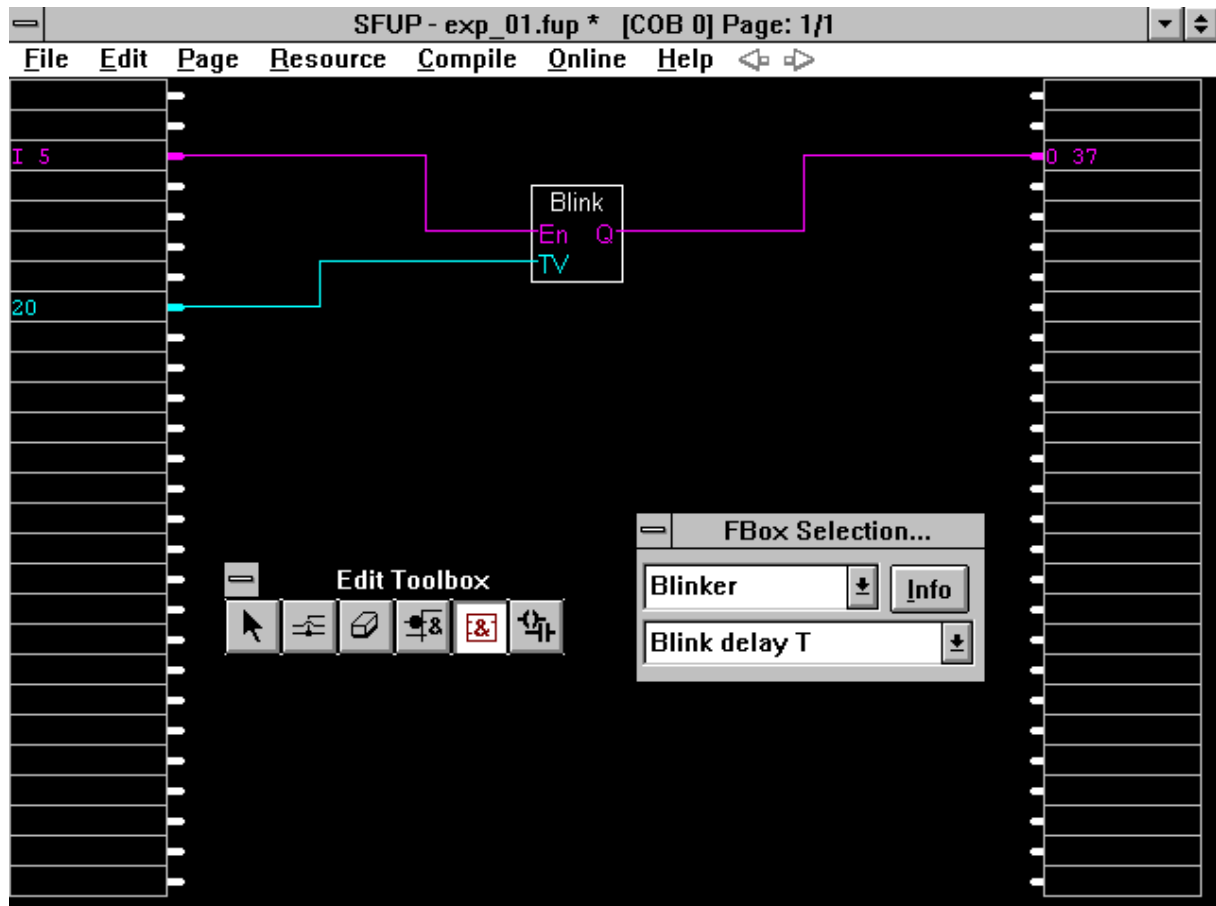 SFUP - exp_01.fup * [COB 0] Page: 1/1
File Edit Page Resource Compile Online Help
I 5
O 37
Blink
En Q
TV
20
FBox Selection...
Blinker Info
Blink delay T
Edit Toolbox
& &